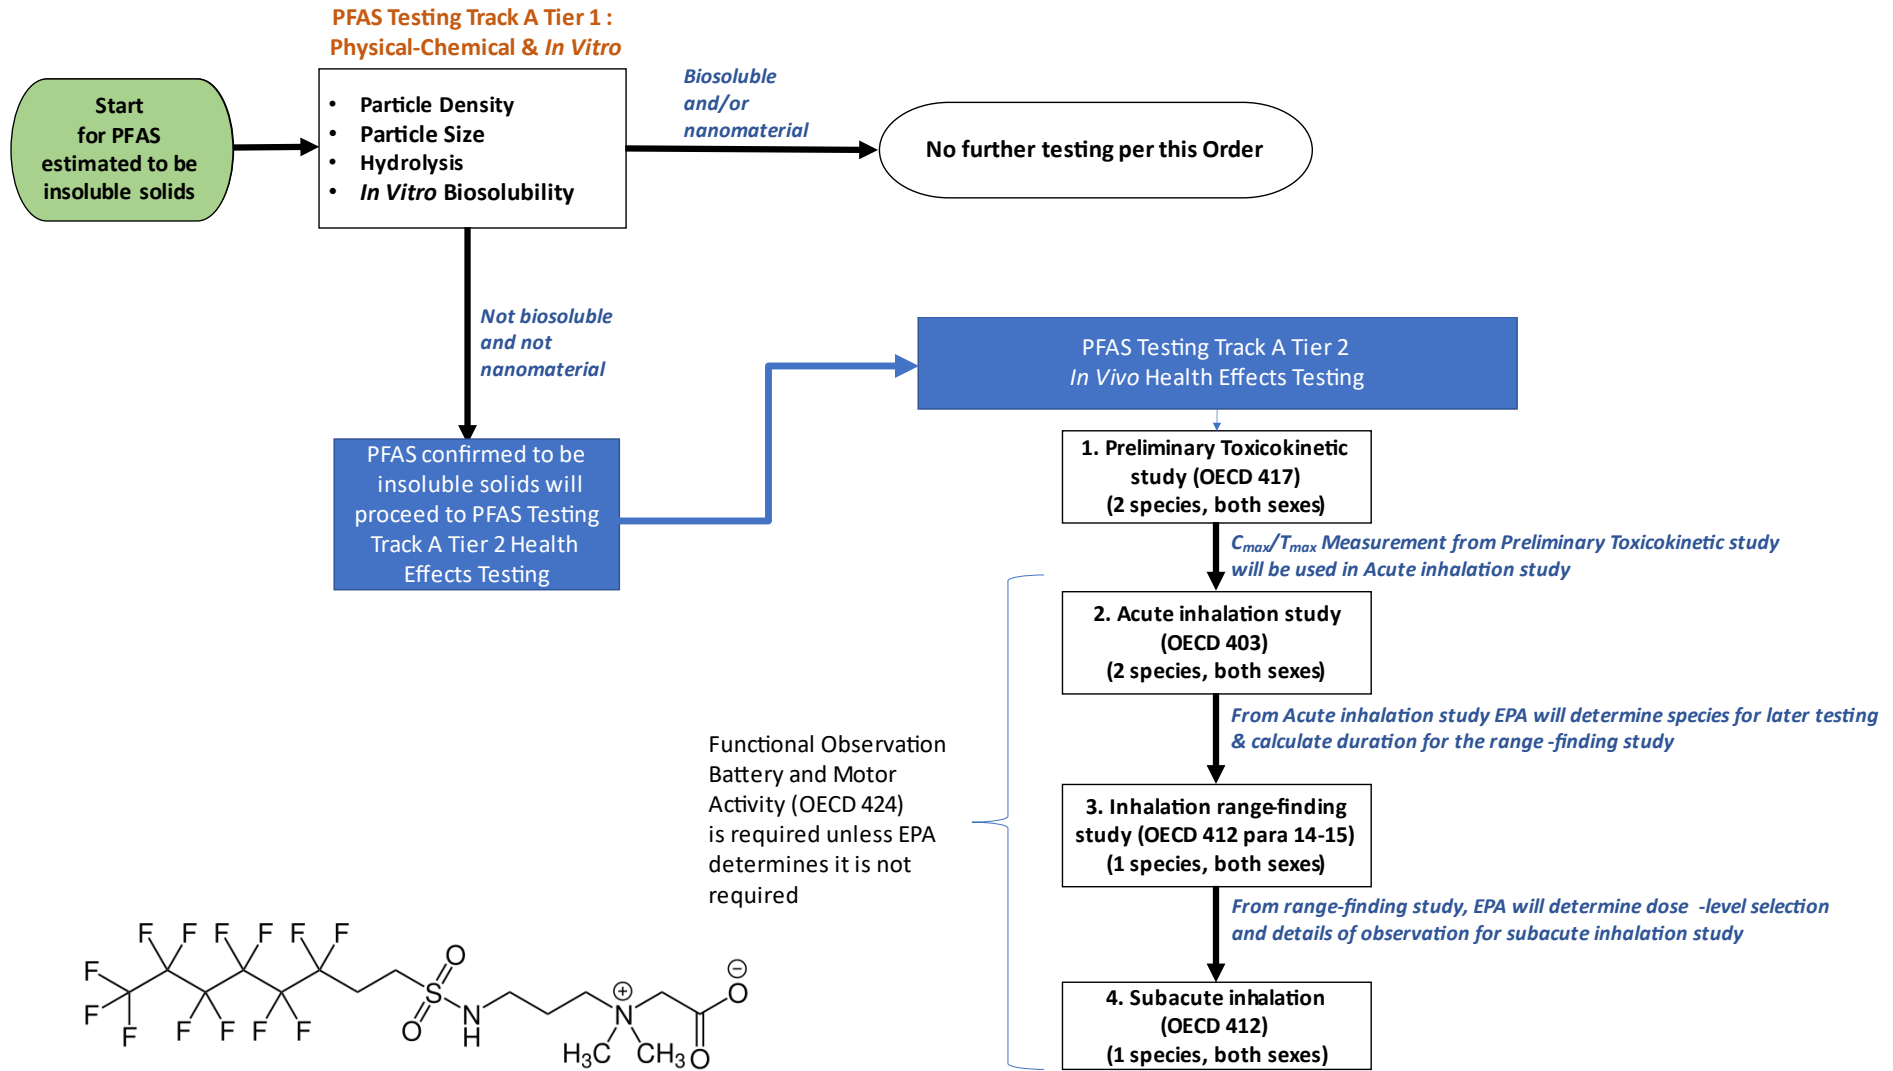 PFAS Testing Track A Tier 1 :
Physical-Chemical & In Vitro
Start
for PFAS
estimated to be
insoluble solids
• Particle Density
• Particle Size
• Hydrolysis
• In Vitro Biosolubility
Biosoluble
and/or
nanomaterial
No further testing per this Order
Not biosoluble
and not
nanomaterial
PFAS confirmed to be
insoluble solids will
proceed to PFAS Testing
Track A Tier 2 Health
Effects Testing
PFAS Testing Track A Tier 2
In Vivo Health Effects Testing
1. Preliminary Toxicokinetic
study (OECD 417)
(2 species, both sexes)
Cmax/Tmax Measurement from Preliminary Toxicokinetic study
will be used in Acute inhalation study
2. Acute inhalation study
(OECD 403)
(2 species, both sexes)
From Acute inhalation study EPA will determine species for later testing
& calculate duration for the range -finding study
3. Inhalation range-finding
study (OECD 412 para 14-15)
(1 species, both sexes)
From range-finding study, EPA will determine dose -level selection
and details of observation for subacute inhalation study
4. Subacute inhalation
(OECD 412)
(1 species, both sexes)
Functional Observation
Battery and Motor
Activity (OECD 424)
is required unless EPA
determines it is not
required
F F F F F F
F O ⊖
F S ⊕ O
F F F F F O N N
H
H3C CH3 O